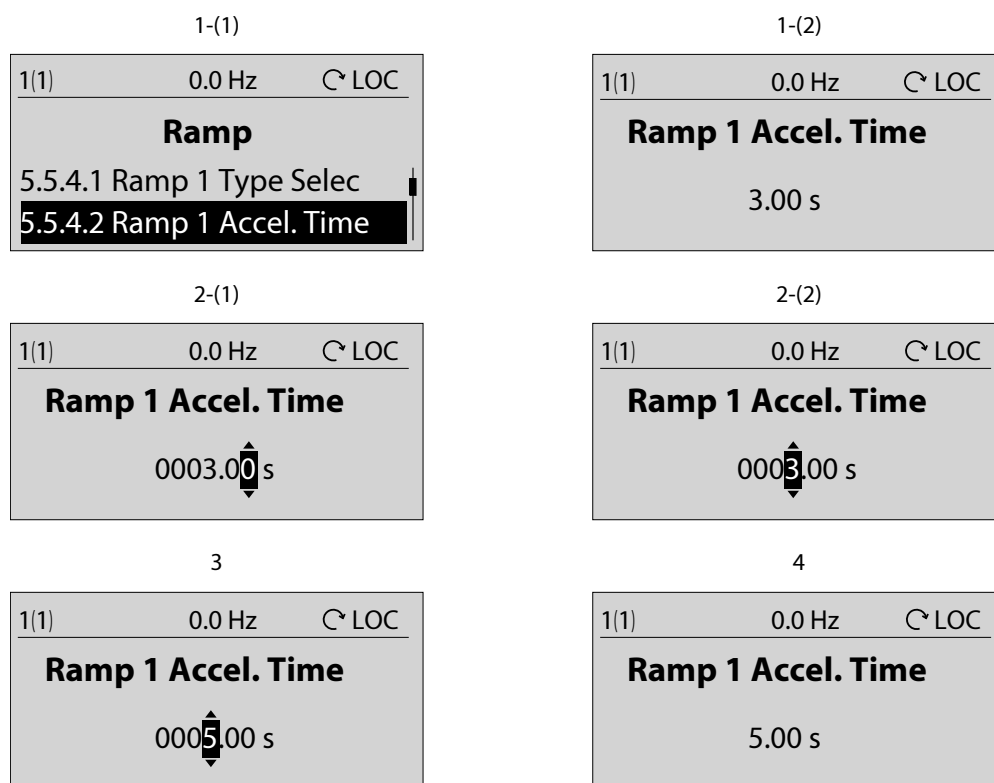 1-(1)
1(1) 0.0 Hz LOC
Ramp
5.5.4.1 Ramp 1 Type Selec
5.5.4.2 Ramp 1 Accel. Time
1-(2)
1(1) 0.0 Hz LOC
Ramp 1 Accel. Time
3.00 s
2-(1)
1(1) 0.0 Hz LOC
Ramp 1 Accel. Time
0003.00 s
2-(2)
1(1) 0.0 Hz LOC
Ramp 1 Accel. Time
0003.00 s
3
1(1) 0.0 Hz LOC
Ramp 1 Accel. Time
0005.00 s
4
1(1) 0.0 Hz LOC
Ramp 1 Accel. Time
5.00 s